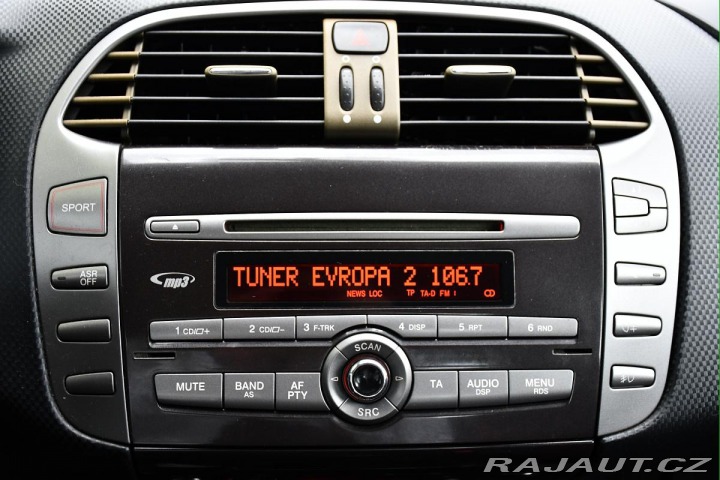 SPORT
ASR
OFF
mp3
TUNER EVROPA 2 106.7
NEWS LOC TP TA-D FM I CD
1 CD+
2 CD-
3 F-TRK
4 DISP
5 RPT
6 RND
SCAN
MUTE
BAND
AS
AF
PTY
SRC
TA
AUDIO
DSP
MENU
RDS
RAJAUT.CZ